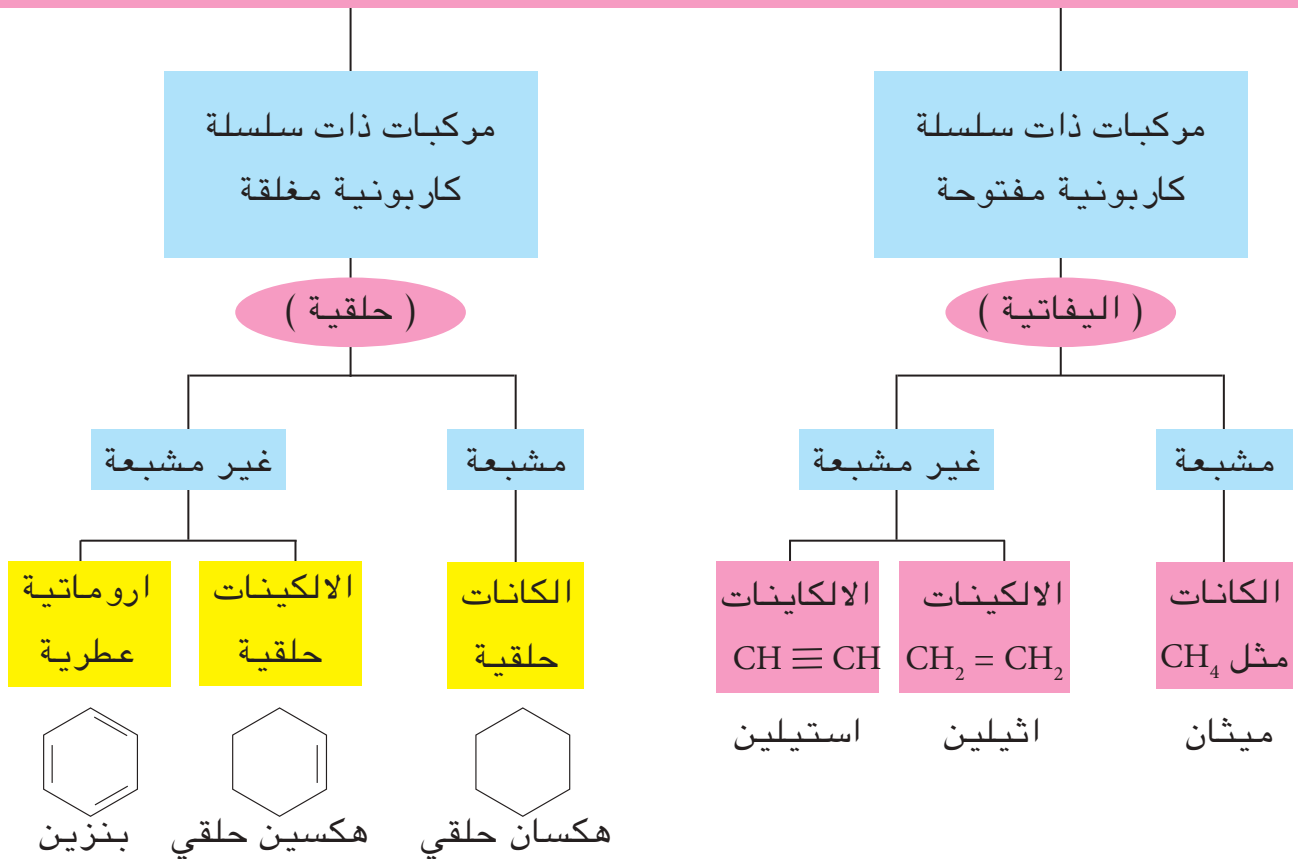 مركبات ذات سلسلة
كاربونية مفتوحة
( اليفاتية )
مشبعة
غير مشبعة
الكانات
مثل CH₄
ميثان
الالكينات
CH₂ = CH₂
اثيلين
الالكاينات
CH ≡ CH
استيلين
مركبات ذات سلسلة
كاربونية مغلقة
( حلقية )
مشبعة
غير مشبعة
الكانات
حلقية
هكسان حلقي
الالكينات
حلقية
هكسين حلقي
اروماتية
عطرية
بنزين